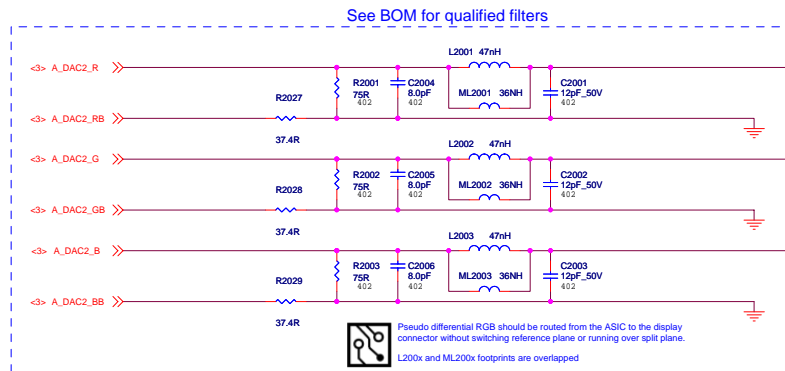 See BOM for qualified filters
L2001 47nH
<3> A_DAC2_R
R2001
75R
402
C2004
8.0pF
402
ML2001 36NH
C2001
12pF_50V
402
R2027
<3> A_DAC2_RB
37.4R
L2002 47nH
<3> A_DAC2_G
R2002
75R
402
C2005
8.0pF
402
ML2002 36NH
C2002
12pF_50V
402
R2028
<3> A_DAC2_GB
37.4R
L2003 47nH
<3> A_DAC2_B
R2003
75R
402
C2006
8.0pF
402
ML2003 36NH
C2003
12pF_50V
402
R2029
<3> A_DAC2_BB
37.4R
Pseudo differential RGB should be routed from the ASIC to the display
connector without switching reference plane or running over split plane.
L200x and ML200x footprints are overlapped